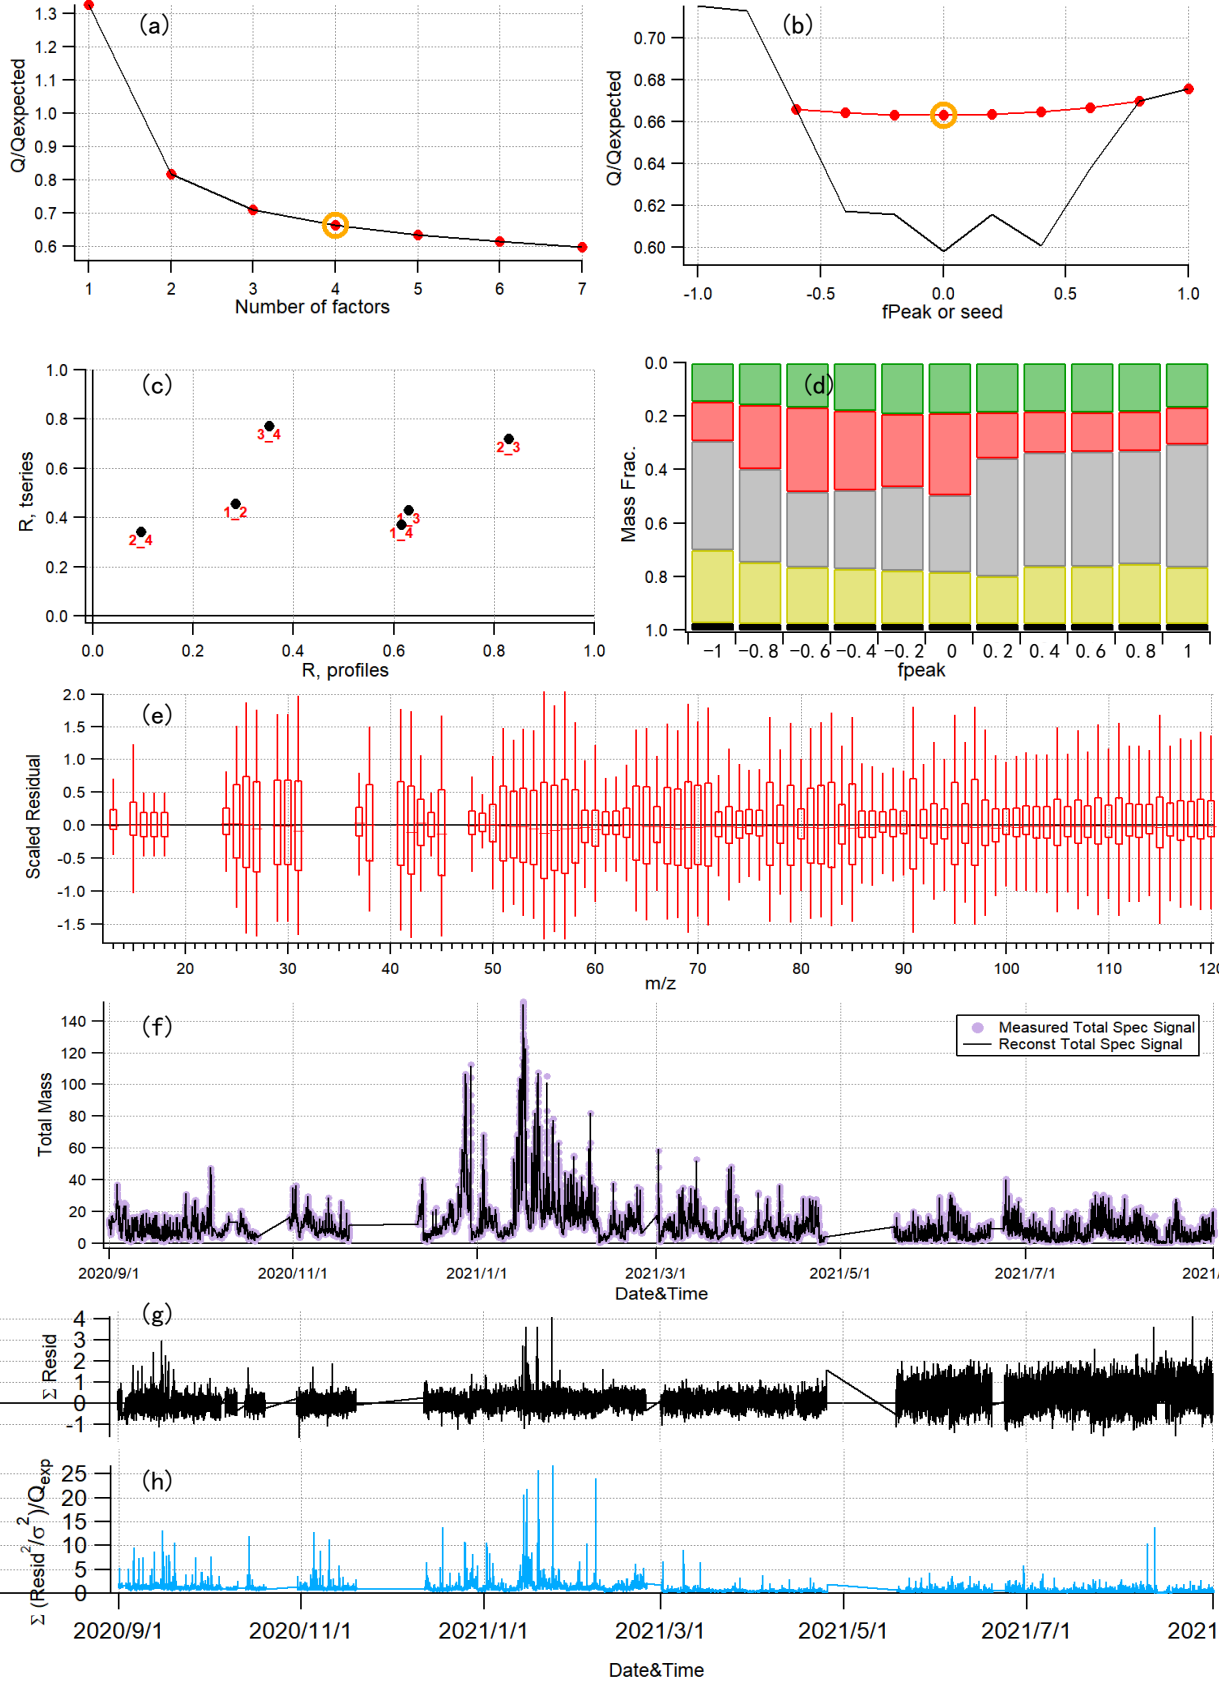 (a)
Q/Qexpected
1.3
1.2
1.1
1.0
0.9
0.8
0.7
0.6
1 2 3 4 5 6 7
Number of factors
(b)
Q/Qexpected
0.70
0.68
0.66
0.64
0.62
0.60
-1.0 -0.5 0.0 0.5 1.0
fPeak or seed
(c)
R, tseries
1.0
0.8
0.6
0.4
0.2
0.0
3_4
2_3
1_2
1_3
1_4
2_4
0.0 0.2 0.4 0.6 0.8 1.0
R, profiles
(d)
Mass Frac.
0.0
0.2
0.4
0.6
0.8
1.0
−1 −0.8 −0.6 −0.4 −0.2 0 0.2 0.4 0.6 0.8 1
fpeak
(e)
Scaled Residual
2.0
1.5
1.0
0.5
0.0
-0.5
-1.0
-1.5
20 30 40 50 60 70 80 90 100 110 120
m/z
(f)
Total Mass
140
120
100
80
60
40
20
0
Measured Total Spec Signal
Reconst Total Spec Signal
2020/9/1 2020/11/1 2021/1/1 2021/3/1 2021/5/1 2021/7/1 2021/
Date&Time
(g)
Σ Resid
4
3
2
1
0
-1
(h)
Σ (Resid²/σ²)/Qexp
25
20
15
10
5
0
2020/9/1 2020/11/1 2021/1/1 2021/3/1 2021/5/1 2021/7/1 2021
Date&Time